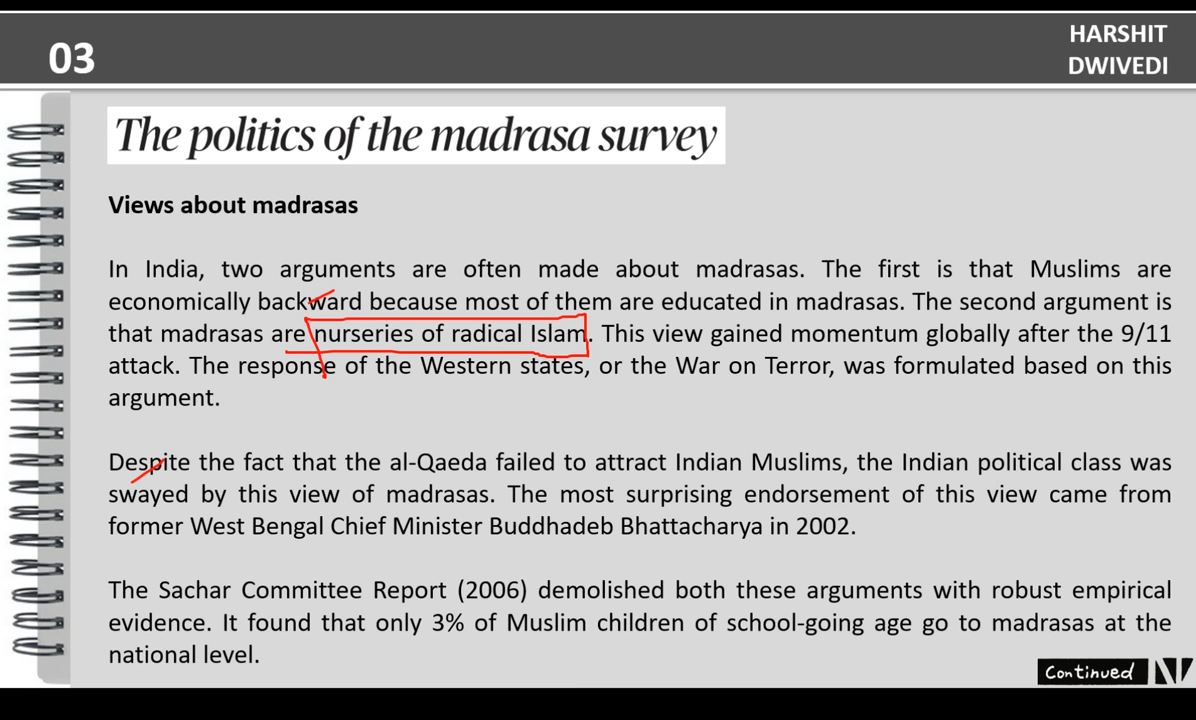 03
HARSHIT
DWIVEDI
The politics of the madrasa survey
Views about madrasas
In India, two arguments are often made about madrasas. The first is that Muslims are
economically backward because most of them are educated in madrasas. The second argument is
that madrasas are nurseries of radical Islam. This view gained momentum globally after the 9/11
attack. The response of the Western states, or the War on Terror, was formulated based on this
argument.
Despite the fact that the al-Qaeda failed to attract Indian Muslims, the Indian political class was
swayed by this view of madrasas. The most surprising endorsement of this view came from
former West Bengal Chief Minister Buddhadeb Bhattacharya in 2002.
The Sachar Committee Report (2006) demolished both these arguments with robust empirical
evidence. It found that only 3% of Muslim children of school-going age go to madrasas at the
national level.
Continued